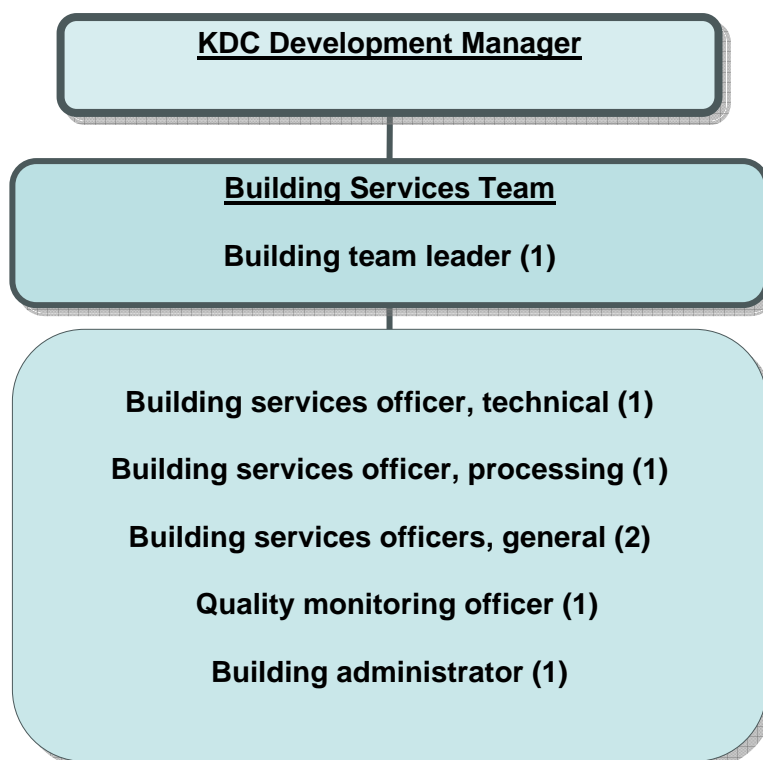 KDC Development Manager
Building Services Team
Building team leader (1)
Building services officer, technical (1)
Building services officer, processing (1)
Building services officers, general (2)
Quality monitoring officer (1)
Building administrator (1)